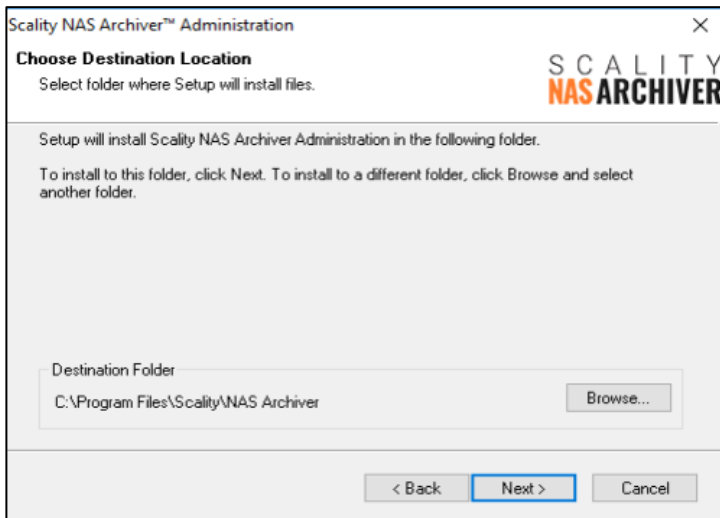 Scality NAS Archiver™ Administration
Choose Destination Location
Select folder where Setup will install files.
SCALITY
NAS ARCHIVER
Setup will install Scality NAS Archiver Administration in the following folder.
To install to this folder, click Next. To install to a different folder, click Browse and select
another folder.
Destination Folder
C:\Program Files\Scality\NAS Archiver
Browse...
< Back
Next >
Cancel